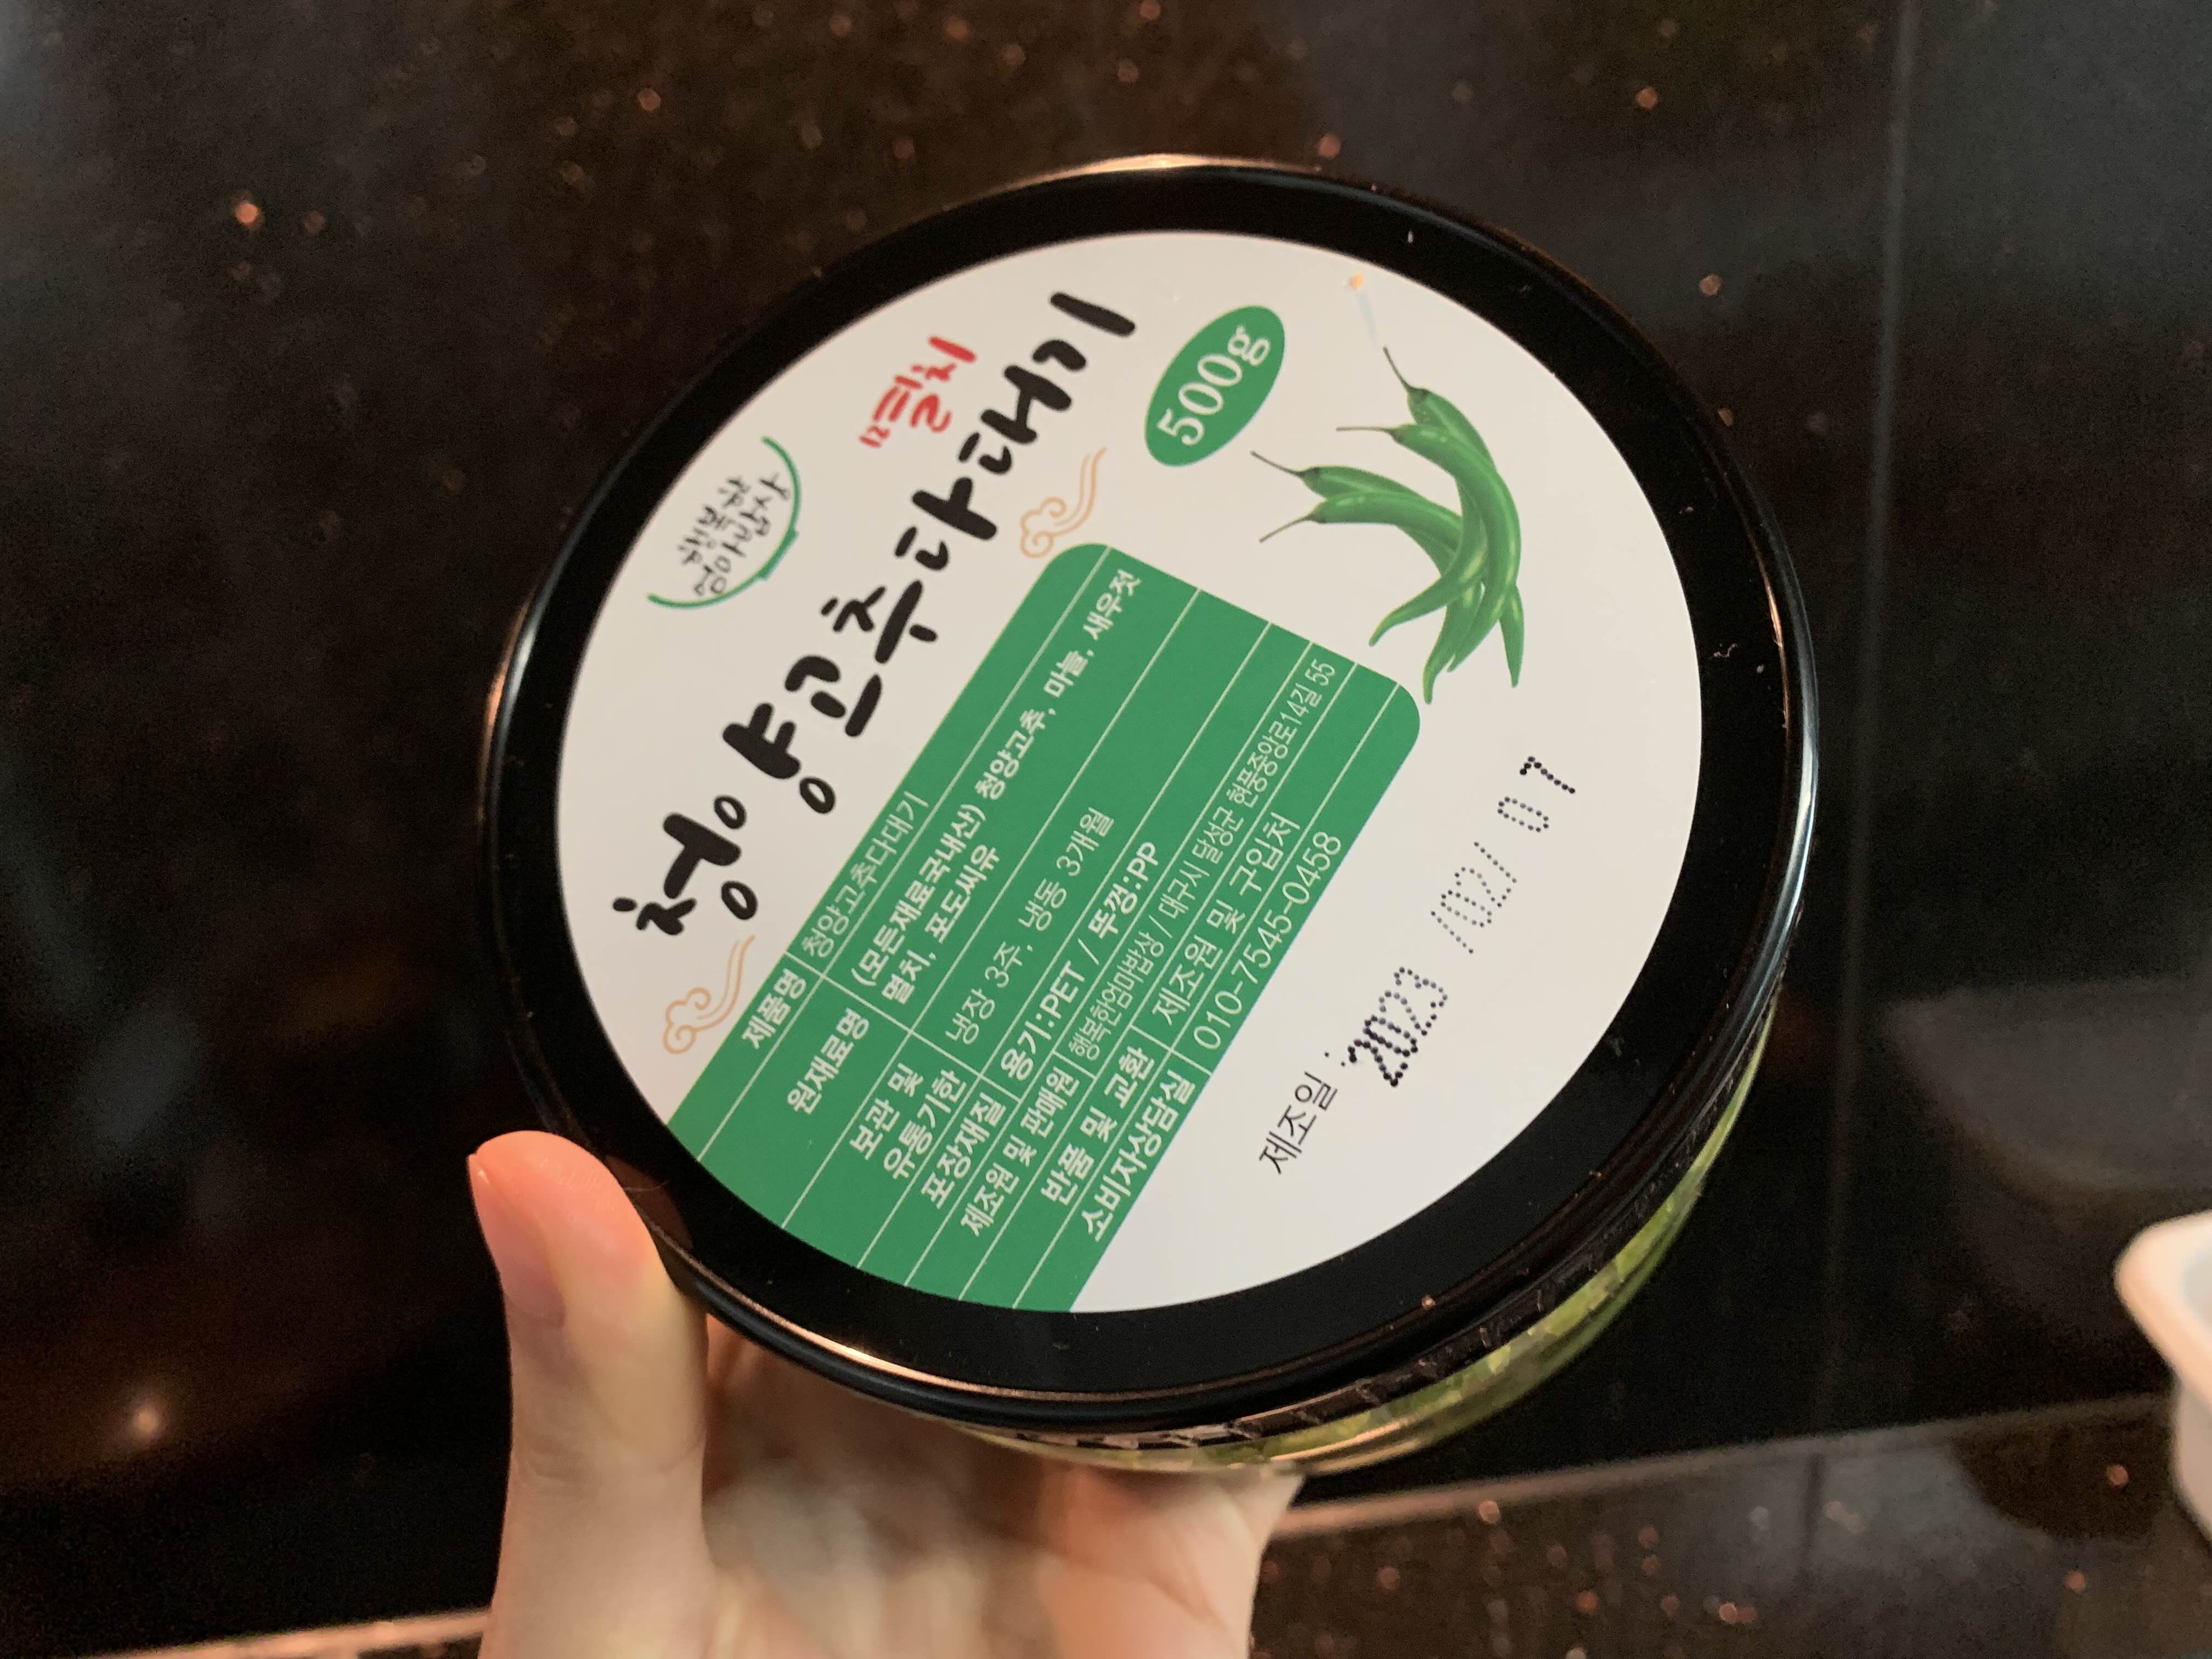 행복한
엄마밥상
멸치
청양고추다대기
500g
제품명 청양고추다대기
원재료명 (모든재료국내산) 청양고추, 마늘, 새우젓
멸치, 포도씨유
보관 및
유통기한 냉장 3주, 냉동 3개월
포장재질 용기:PET / 뚜껑:PP
제조원 및 판매원 행복한엄마밥상 / 대구시 달성군 현풍중앙로14길 55
반품 및 교환 제조원 및 구입처
소비자상담실 010-7545-0458
제조일 : 2023 /02/ 07